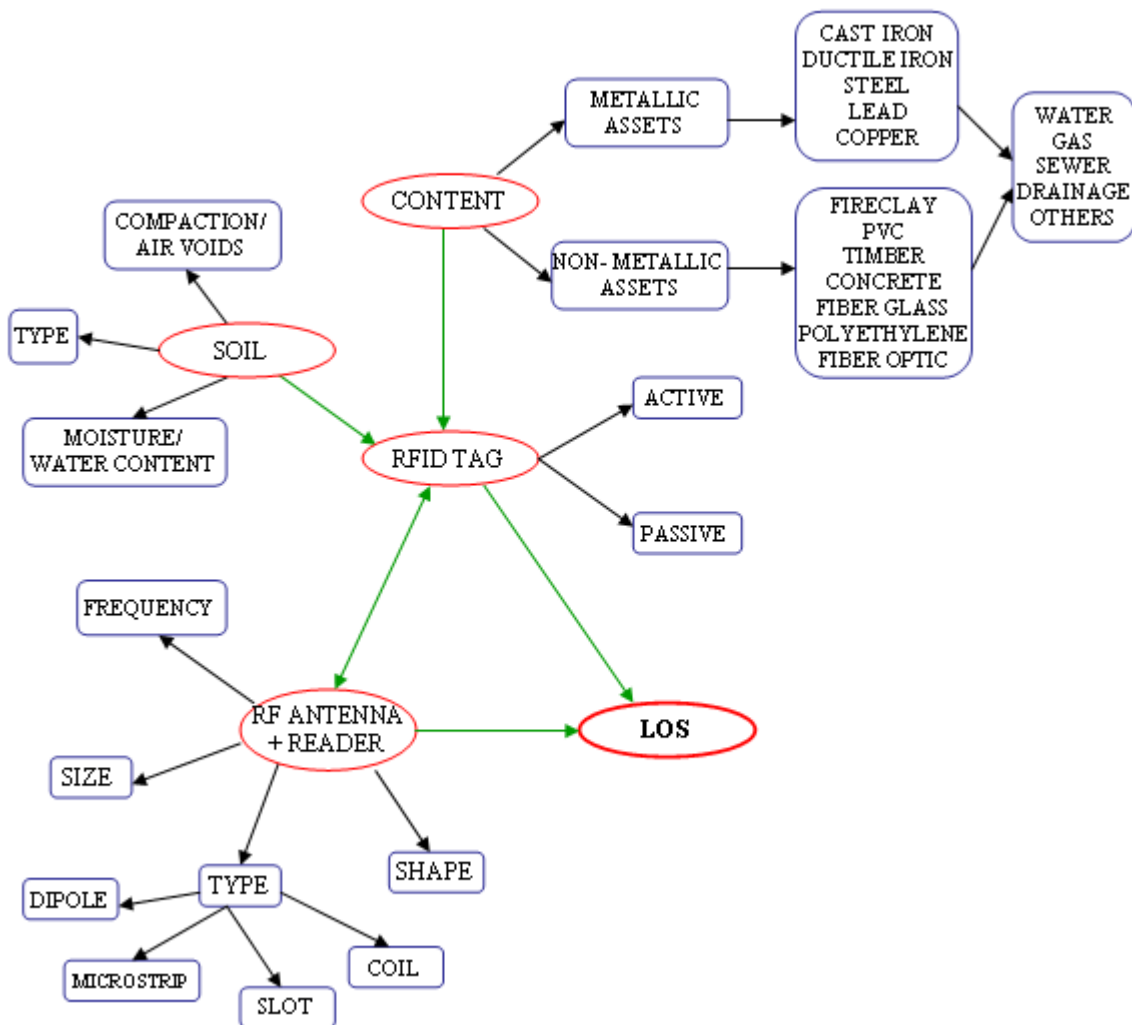 CAST IRON
DUCTILE IRON
STEEL
LEAD
COPPER
METALLIC
ASSETS
WATER
GAS
SEWER
DRAINAGE
OTHERS
CONTENT
COMPACTION/
AIR VOIDS
FIRECLAY
PVC
TIMBER
CONCRETE
FIBER GLASS
POLYETHYLENE
FIBER OPTIC
NON- METALLIC
ASSETS
TYPE
SOIL
ACTIVE
MOISTURE/
WATER CONTENT
RFID TAG
PASSIVE
FREQUENCY
RF ANTENNA
+ READER
LOS
SIZE
SHAPE
TYPE
DIPOLE
MICROSTRIP
COIL
SLOT